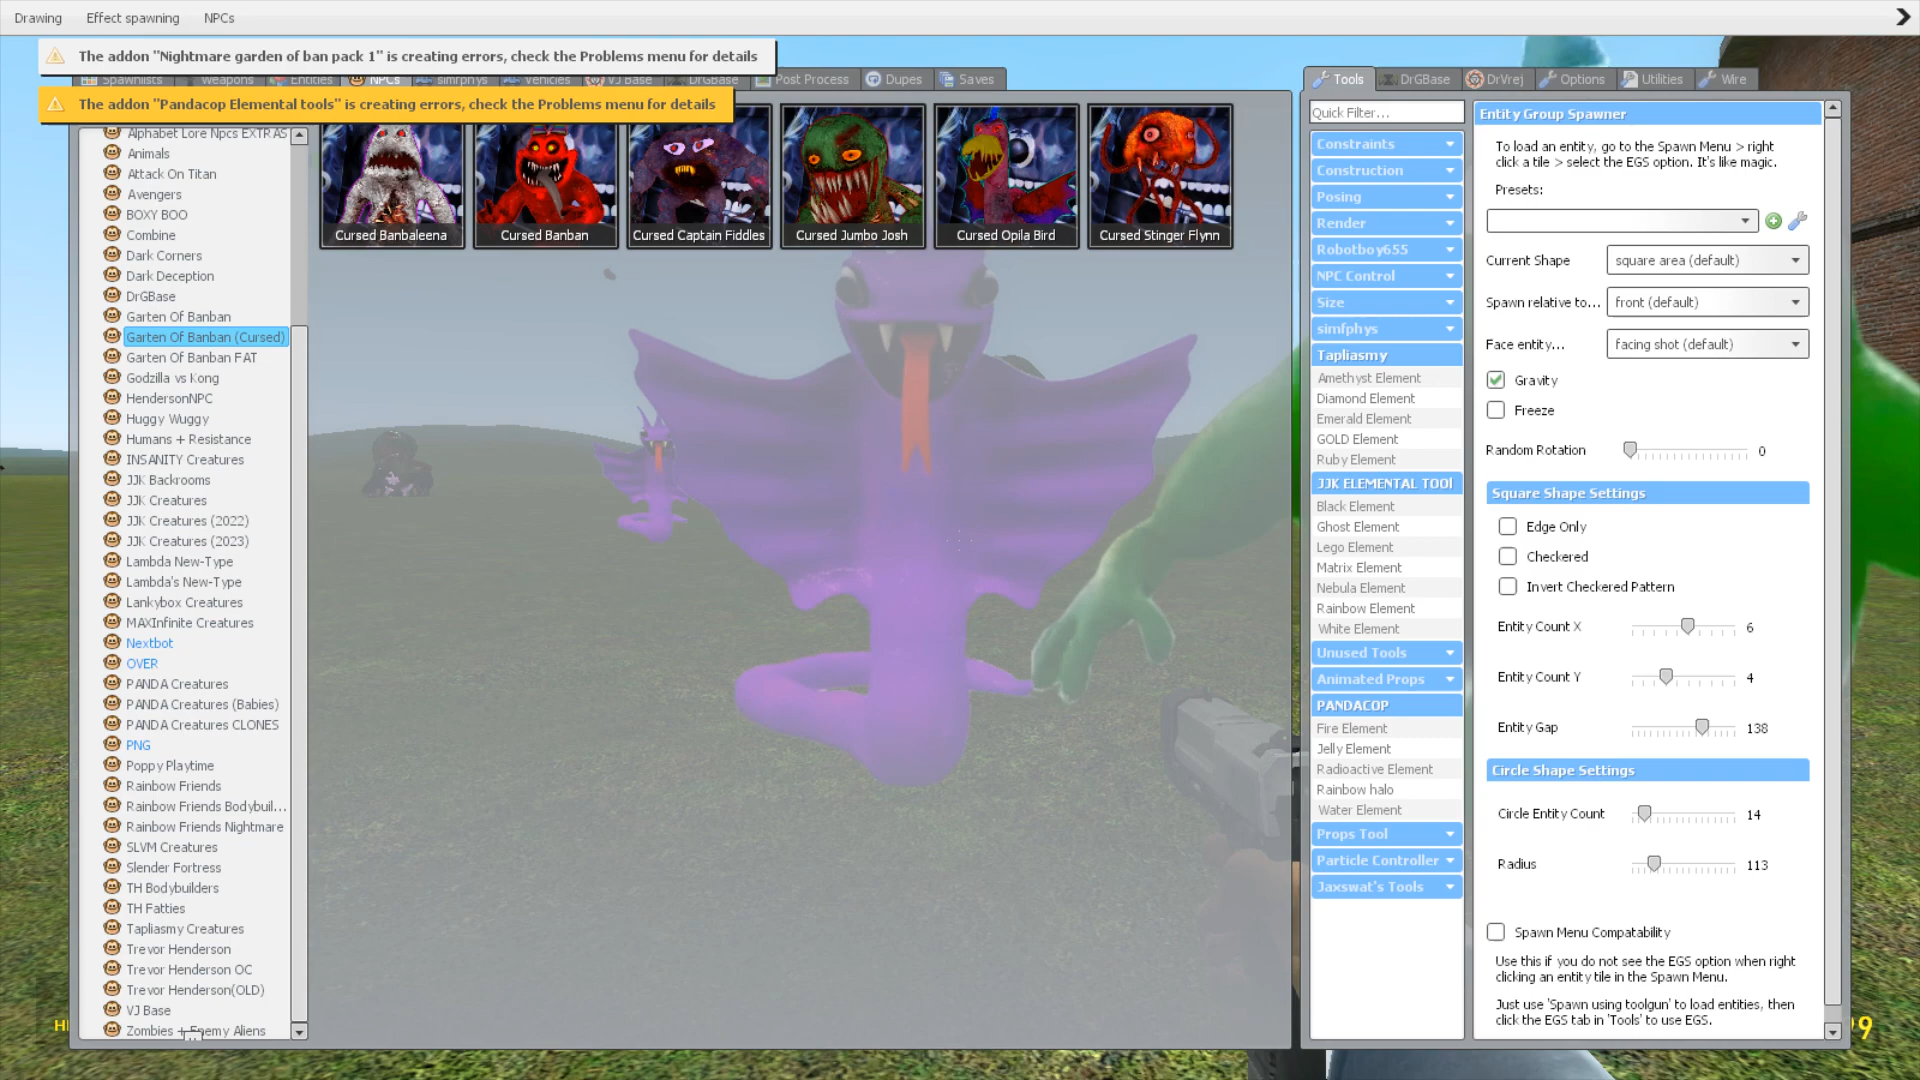 Drawing Effect spawning NPCs
The addon "Nightmare garden of ban pack 1" is creating errors, check the Problems menu for details
Spawnlists Weapons Entities NPCs simfphys Vehicles VJ Base DrGBase Post Process Dupes Saves
The addon "Pandacop Elemental tools" is creating errors, check the Problems menu for details
Alphabet Lore Npcs EXTRAS
Animals
Attack On Titan
Avengers
BOXY BOO
Combine
Dark Corners
Dark Deception
DrGBase
Garten Of Banban
Garten Of Banban (Cursed)
Garten Of Banban FAT
Godzilla vs Kong
HendersonNPC
Huggy Wuggy
Humans + Resistance
INSANITY Creatures
JJK Backrooms
JJK Creatures
JJK Creatures (2022)
JJK Creatures (2023)
Lambda New-Type
Lambda's New-Type
Lankybox Creatures
MAXInfinite Creatures
Nextbot
OVER
PANDA Creatures
PANDA Creatures (Babies)
PANDA Creatures CLONES
PNG
Poppy Playtime
Rainbow Friends
Rainbow Friends Bodybuil...
Rainbow Friends Nightmare
SLVM Creatures
Slender Fortress
TH Bodybuilders
TH Fatties
Tapliasmy Creatures
Trevor Henderson
Trevor Henderson OC
Trevor Henderson(OLD)
VJ Base
Zombies + Enemy Aliens
Cursed Banbaleena
Cursed Banban
Cursed Captain Fiddles
Cursed Jumbo Josh
Cursed Opila Bird
Cursed Stinger Flynn
Tools DrGBase DrVrej Options Utilities Wire
Quick Filter...
Constraints
Construction
Posing
Render
Robotboy655
NPC Control
Size
simfphys
Tapliasmy
Amethyst Element
Diamond Element
Emerald Element
GOLD Element
Ruby Element
JJK ELEMENTAL TOOl
Black Element
Ghost Element
Lego Element
Matrix Element
Nebula Element
Rainbow Element
White Element
Unused Tools
Animated Props
PANDACOP
Fire Element
Jelly Element
Radioactive Element
Rainbow halo
Water Element
Props Tool
Particle Controller
Jaxswat's Tools
Entity Group Spawner
To load an entity, go to the Spawn Menu > right
click a tile > select the EGS option. It's like magic.
Presets:
Current Shape square area (default)
Spawn relative to... front (default)
Face entity... facing shot (default)
Gravity
Freeze
Random Rotation 0
Square Shape Settings
Edge Only
Checkered
Invert Checkered Pattern
Entity Count X 6
Entity Count Y 4
Entity Gap 138
Circle Shape Settings
Circle Entity Count 14
Radius 113
Spawn Menu Compatability
Use this if you do not see the EGS option when right
clicking an entity tile in the Spawn Menu.
Just use 'Spawn using toolgun' to load entities, then
click the EGS tab in 'Tools' to use EGS.